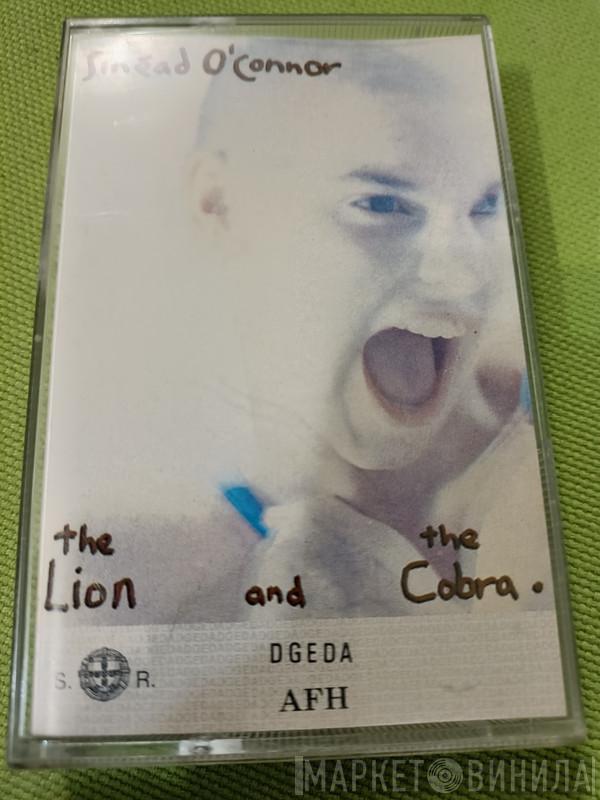 Sinéad O'Connor
the the
Lion and Cobra.
DGEDA
S. R.
AFH
МАРКЕТ ВИНИЛА